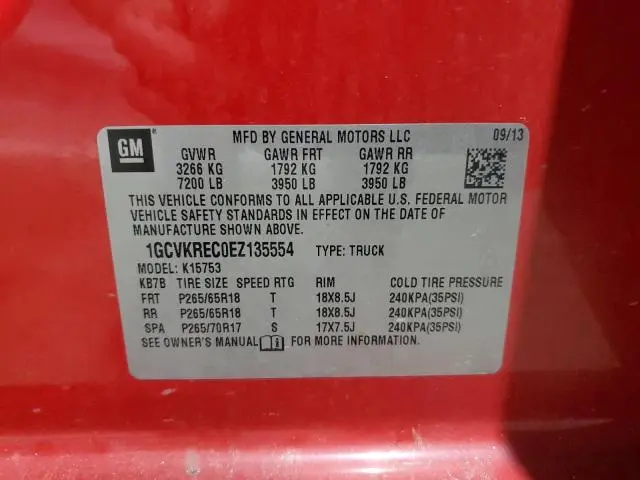 GM
MFD BY GENERAL MOTORS LLC 09/13
GVWR GAWR FRT GAWR RR
3266 KG 1792 KG 1792 KG
7200 LB 3950 LB 3950 LB
THIS VEHICLE CONFORMS TO ALL APPLICABLE U.S. FEDERAL MOTOR
VEHICLE SAFETY STANDARDS IN EFFECT ON THE DATE OF
MANUFACTURE SHOWN ABOVE.
1GCVKREC0EZ135554 TYPE: TRUCK
MODEL: K15753
KB7B TIRE SIZE SPEED RTG RIM COLD TIRE PRESSURE
FRT P265/65R18 T 18X8.5J 240KPA(35PSI)
RR P265/65R18 T 18X8.5J 240KPA(35PSI)
SPA P265/70R17 S 17X7.5J 240KPA(35PSI)
SEE OWNER'S MANUAL FOR MORE INFORMATION.